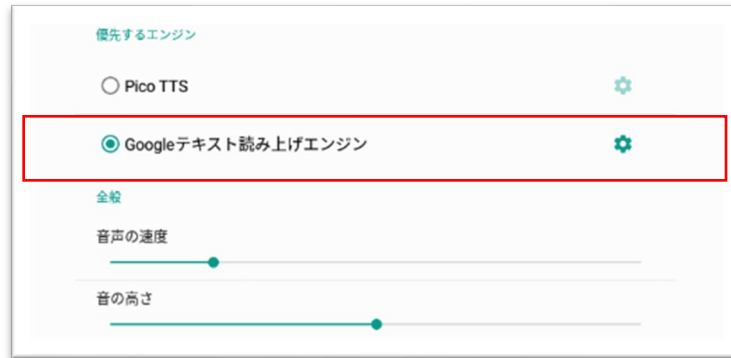 優先するエンジン
Pico TTS
Googleテキスト読み上げエンジン
全般
音声の速度
音の高さ